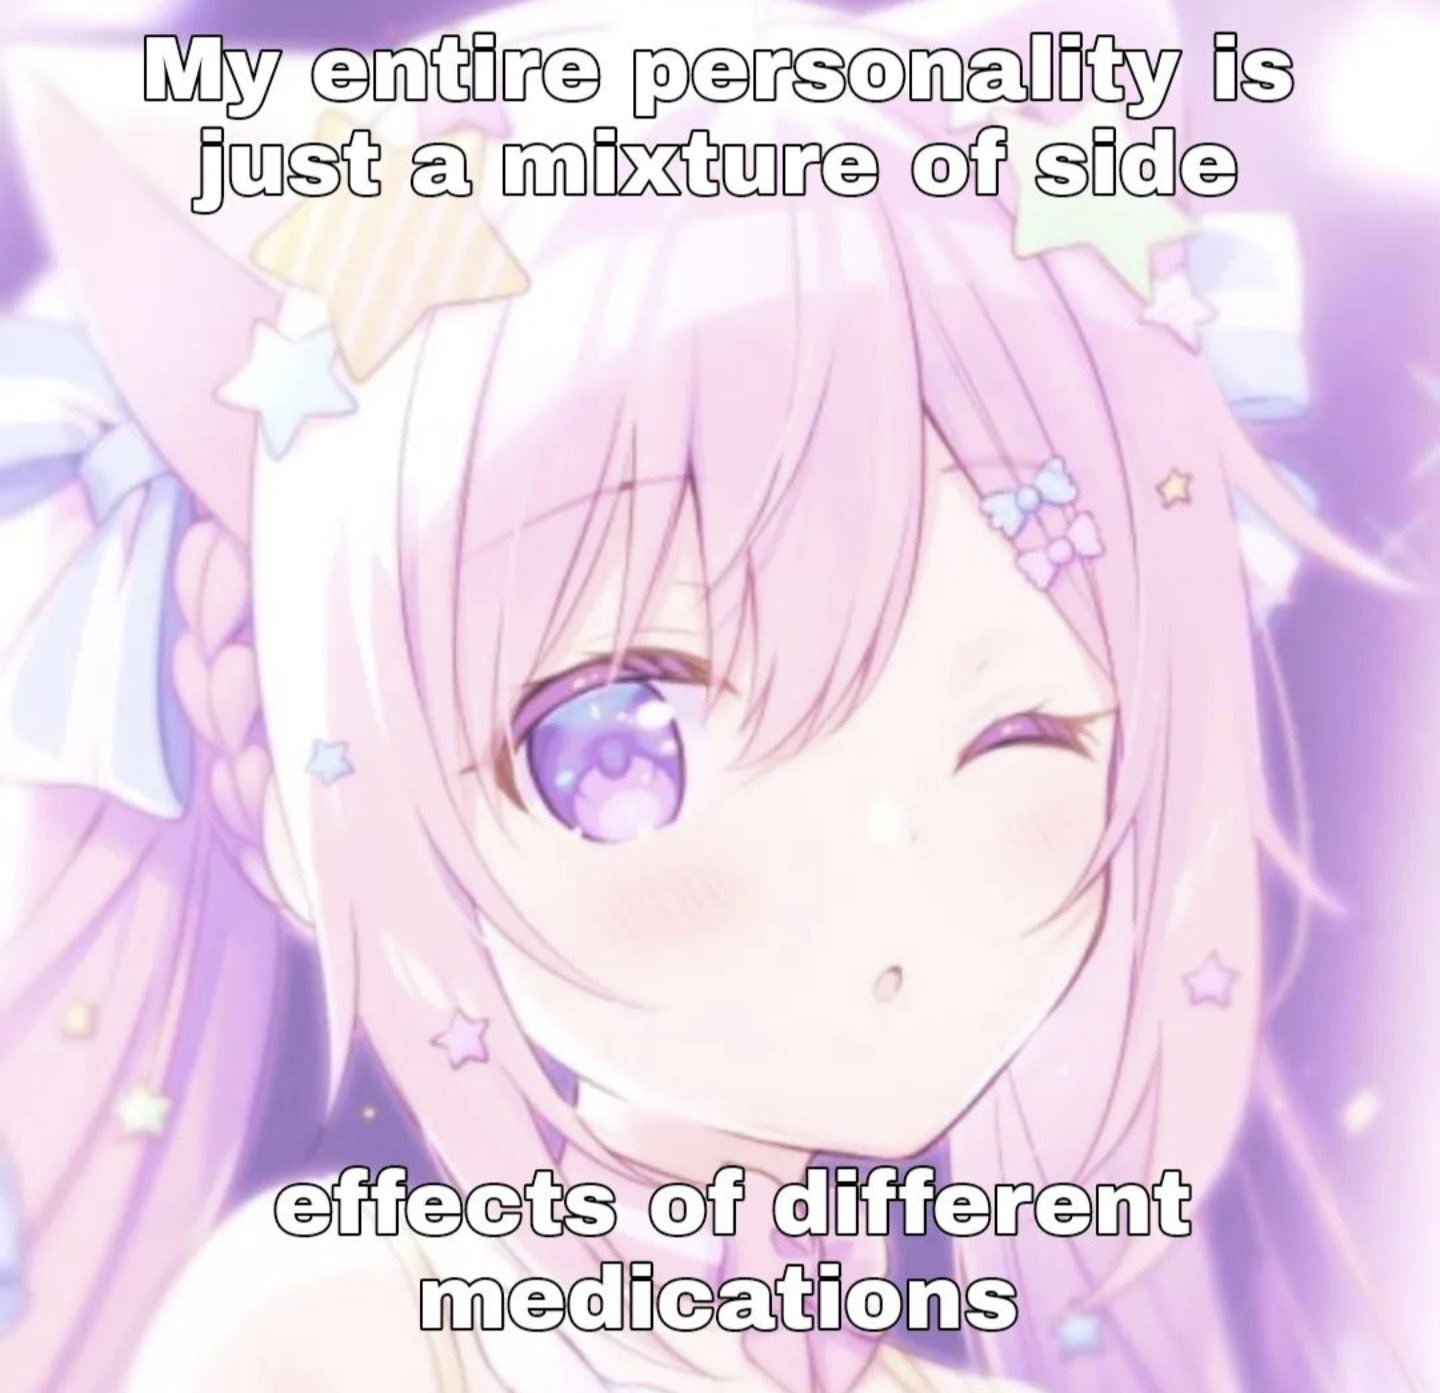 My entire personality is
just a mixture of side
effects of different
medications